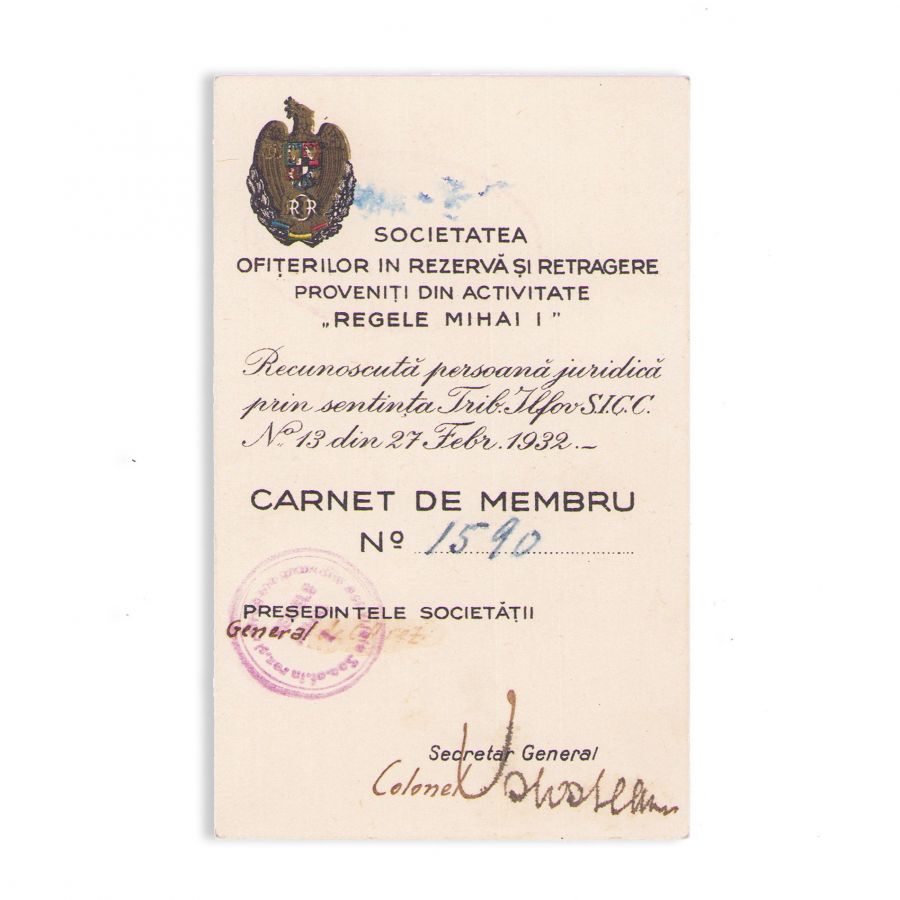 SOCIETATEA
OFIȚERILOR IN REZERVĂ ȘI RETRAGERE
PROVENIȚI DIN ACTIVITATE
„REGELE MIHAI I"
Recunoscută persoană juridică
prin sentința Trib. Ilfov S.I.C.C.
Nº 13 din 27 Febr. 1932.–
CARNET DE MEMBRU
Nº 1590
PREȘEDINTELE SOCIETĂȚII
General
Secretar General
Colonel